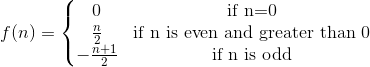 f(n) = { 0 if n=0
n/2 if n is even and greater than 0
-(n+1)/2 if n is odd